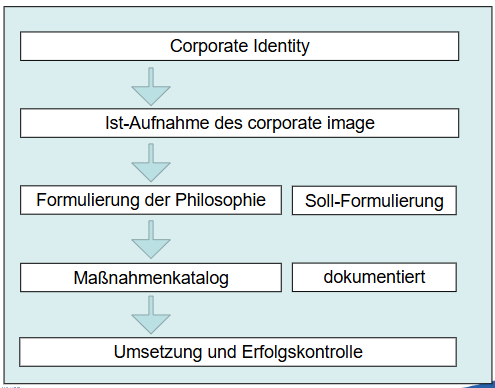 Corporate Identity
Ist-Aufnahme des corporate image
Formulierung der Philosophie
Soll-Formulierung
Maßnahmenkatalog
dokumentiert
Umsetzung und Erfolgskontrolle